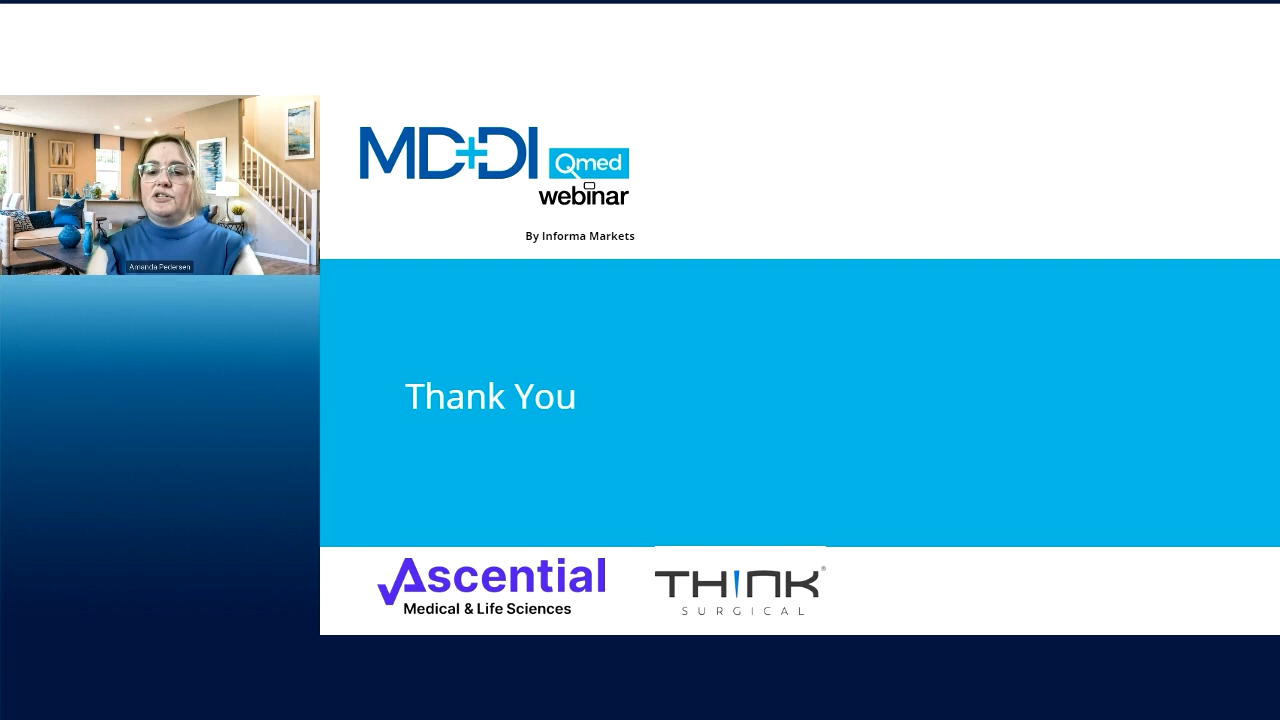 MD+DI
Qmed
webinar
By Informa Markets
Amanda Pedersen
Thank You
Ascential
Medical & Life Sciences
THINK
SURGICAL